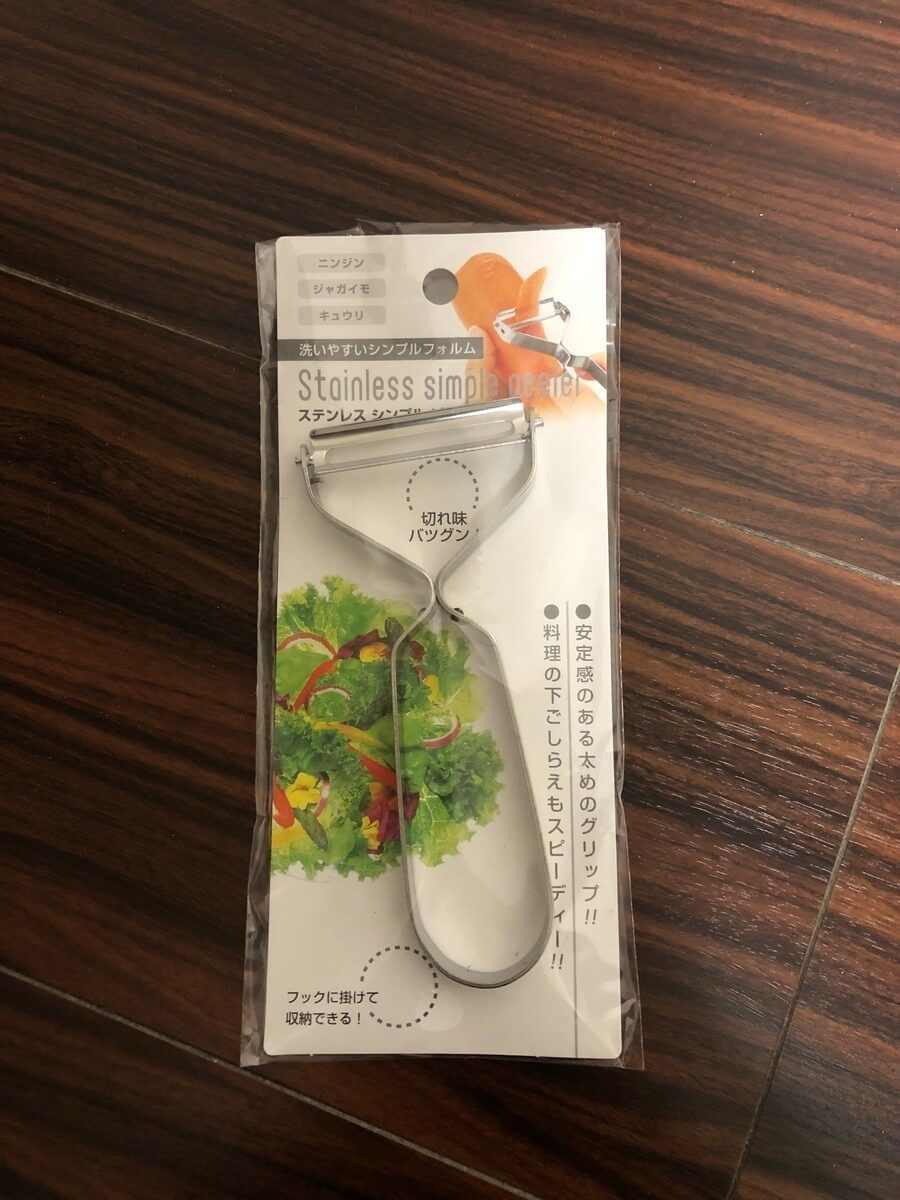 ニンジン
ジャガイモ
キュウリ
洗いやすいシンプルフォルム
Stainless simple peeler
ステンレス シンプル
切れ味
バツグン!
●安定感のある太めのグリップ!!
●料理の下ごしらえもスピーディー!!
フックに掛けて
収納できる!